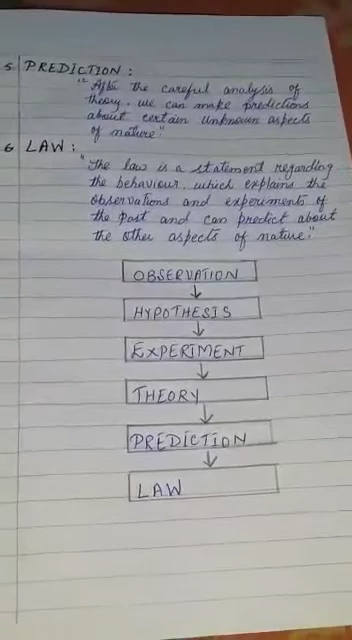 5 PREDICTION :
"After the careful analysis of
theory, we can make predictions
about certain unknown aspects
of nature"
6 LAW :
"The law is a statement regarding
the behaviour which explains the
observations and experiments of
the past and can predict about
the other aspects of nature."
OBSERVATION
HYPOTHESIS
EXPERIMENT
THEORY
PREDICTION
LAW